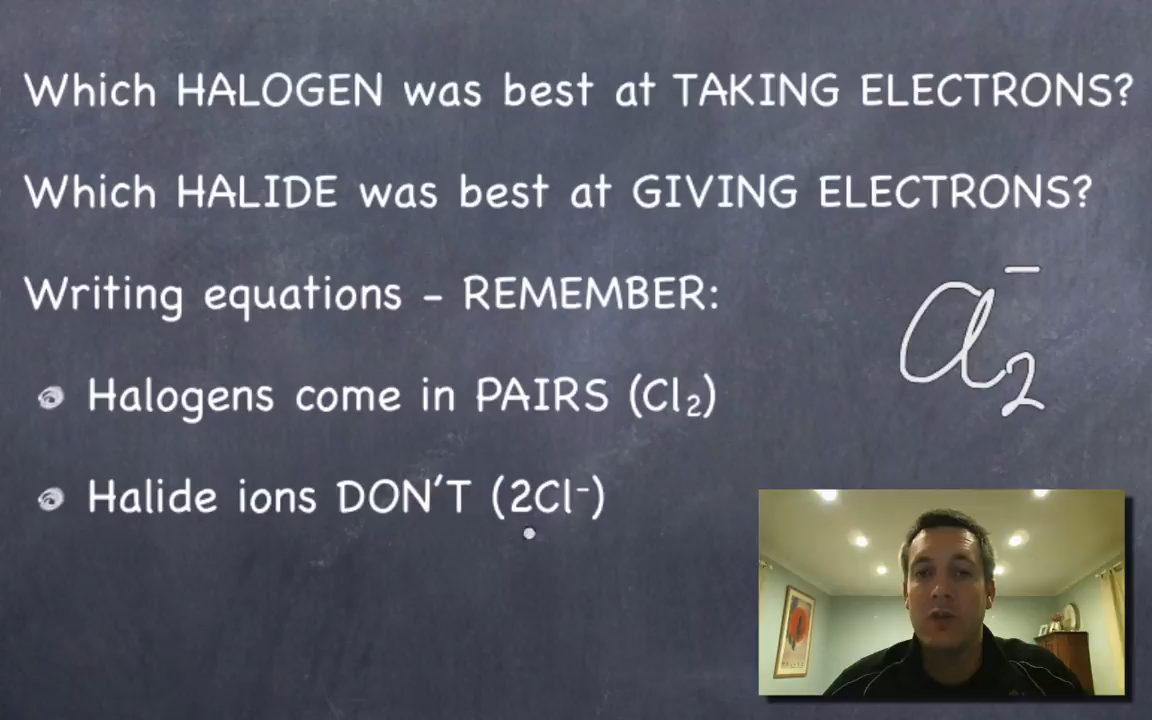 Which HALOGEN was best at TAKING ELECTRONS?
Which HALIDE was best at GIVING ELECTRONS?
Writing equations – REMEMBER:
Cl₂⁻
Halogens come in PAIRS (Cl₂)
Halide ions DON'T (2Cl⁻)